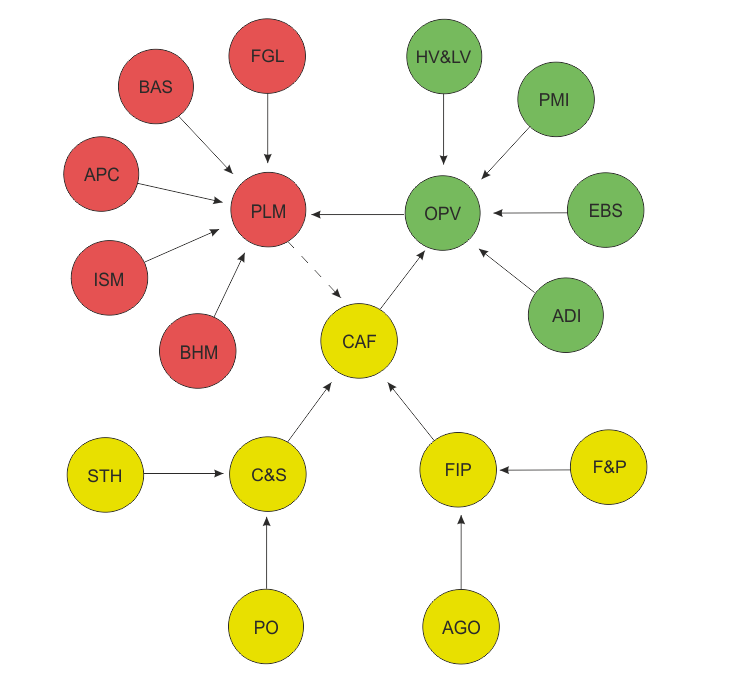 FGL
HV&LV
BAS
PMI
APC
PLM
OPV
EBS
ISM
ADI
BHM
CAF
STH
C&S
FIP
F&P
PO
AGO